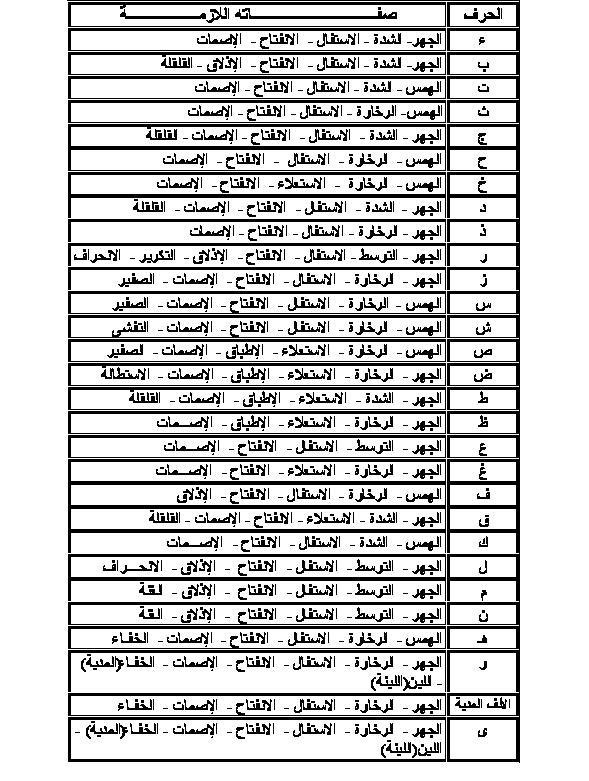 الحرف صفــاته اللازمــة
ء الجهر - الشدة - الاستفال - الانفتاح - الإصمات
ب الجهر - الشدة - الاستفال - الانفتاح - الإذلاق - القلقلة
ت الهمس - الشدة - الاستفال - الانفتاح - الإصمات
ث الهمس - الرخاوة - الاستفال - الانفتاح - الإصمات
ج الجهر - الشدة - الاستفال - الانفتاح - الإصمات - القلقلة
ح الهمس - الرخاوة - الاستفال - الانفتاح - الإصمات
خ الهمس - الرخاوة - الاستعلاء - الانفتاح - الإصمات
د الجهر - الشدة - الاستفال - الانفتاح - الإصمات - القلقلة
ذ الجهر - الرخاوة - الاستفال - الانفتاح - الإصمات
ر الجهر - التوسط - الاستفال - الانفتاح - الإذلاق - التكرير - الانحراف
ز الجهر - الرخاوة - الاستفال - الانفتاح - الإصمات - الصفير
س الهمس - الرخاوة - الاستفال - الانفتاح - الإصمات - الصفير
ش الهمس - الرخاوة - الاستفال - الانفتاح - الإصمات - التفشى
ص الهمس - الرخاوة - الاستعلاء - الإطباق - الإصمات - الصفير
ض الجهر - الرخاوة - الاستعلاء - الإطباق - الإصمات - الاستطالة
ط الجهر - الشدة - الاستعلاء - الإطباق - الإصمات - القلقلة
ظ الجهر - الرخاوة - الاستعلاء - الإطباق - الإصـمات
ع الجهر - التوسط - الاستفال - الانفتاح - الإصـمات
غ الجهر - الرخاوة - الاستعلاء - الانفتاح - الإصـمات
ف الهمس - الرخاوة - الاستفال - الانفتاح - الإذلاق
ق الجهر - الشدة - الاستعلاء - الانفتاح - الإصمات - القلقلة
ك الهمس - الشدة - الاستفال - الانفتاح - الإصـمات
ل الجهر - التوسط - الاستفال - الانفتاح - الإذلاق - الانحـراف
م الجهر - التوسط - الاستفال - الانفتاح - الإذلاق - الغنة
ن الجهر - التوسط - الاستفال - الانفتاح - الإذلاق - الغنة
هـ الهمس - الرخاوة - الاستفال - الانفتاح - الإصمات - الخفـاء
و الجهر - الرخاوة - الاستفال - الانفتاح - الإصمات - الخفـاء(المدية)
- اللين(اللينة)
الألف المدية الجهر - الرخاوة - الاستفال - الانفتاح - الإصمات - الخفـاء
ى الجهر - الرخاوة - الاستفال - الانفتاح - الإصمات - الخفـاء(المدية) -
اللين(اللينة)